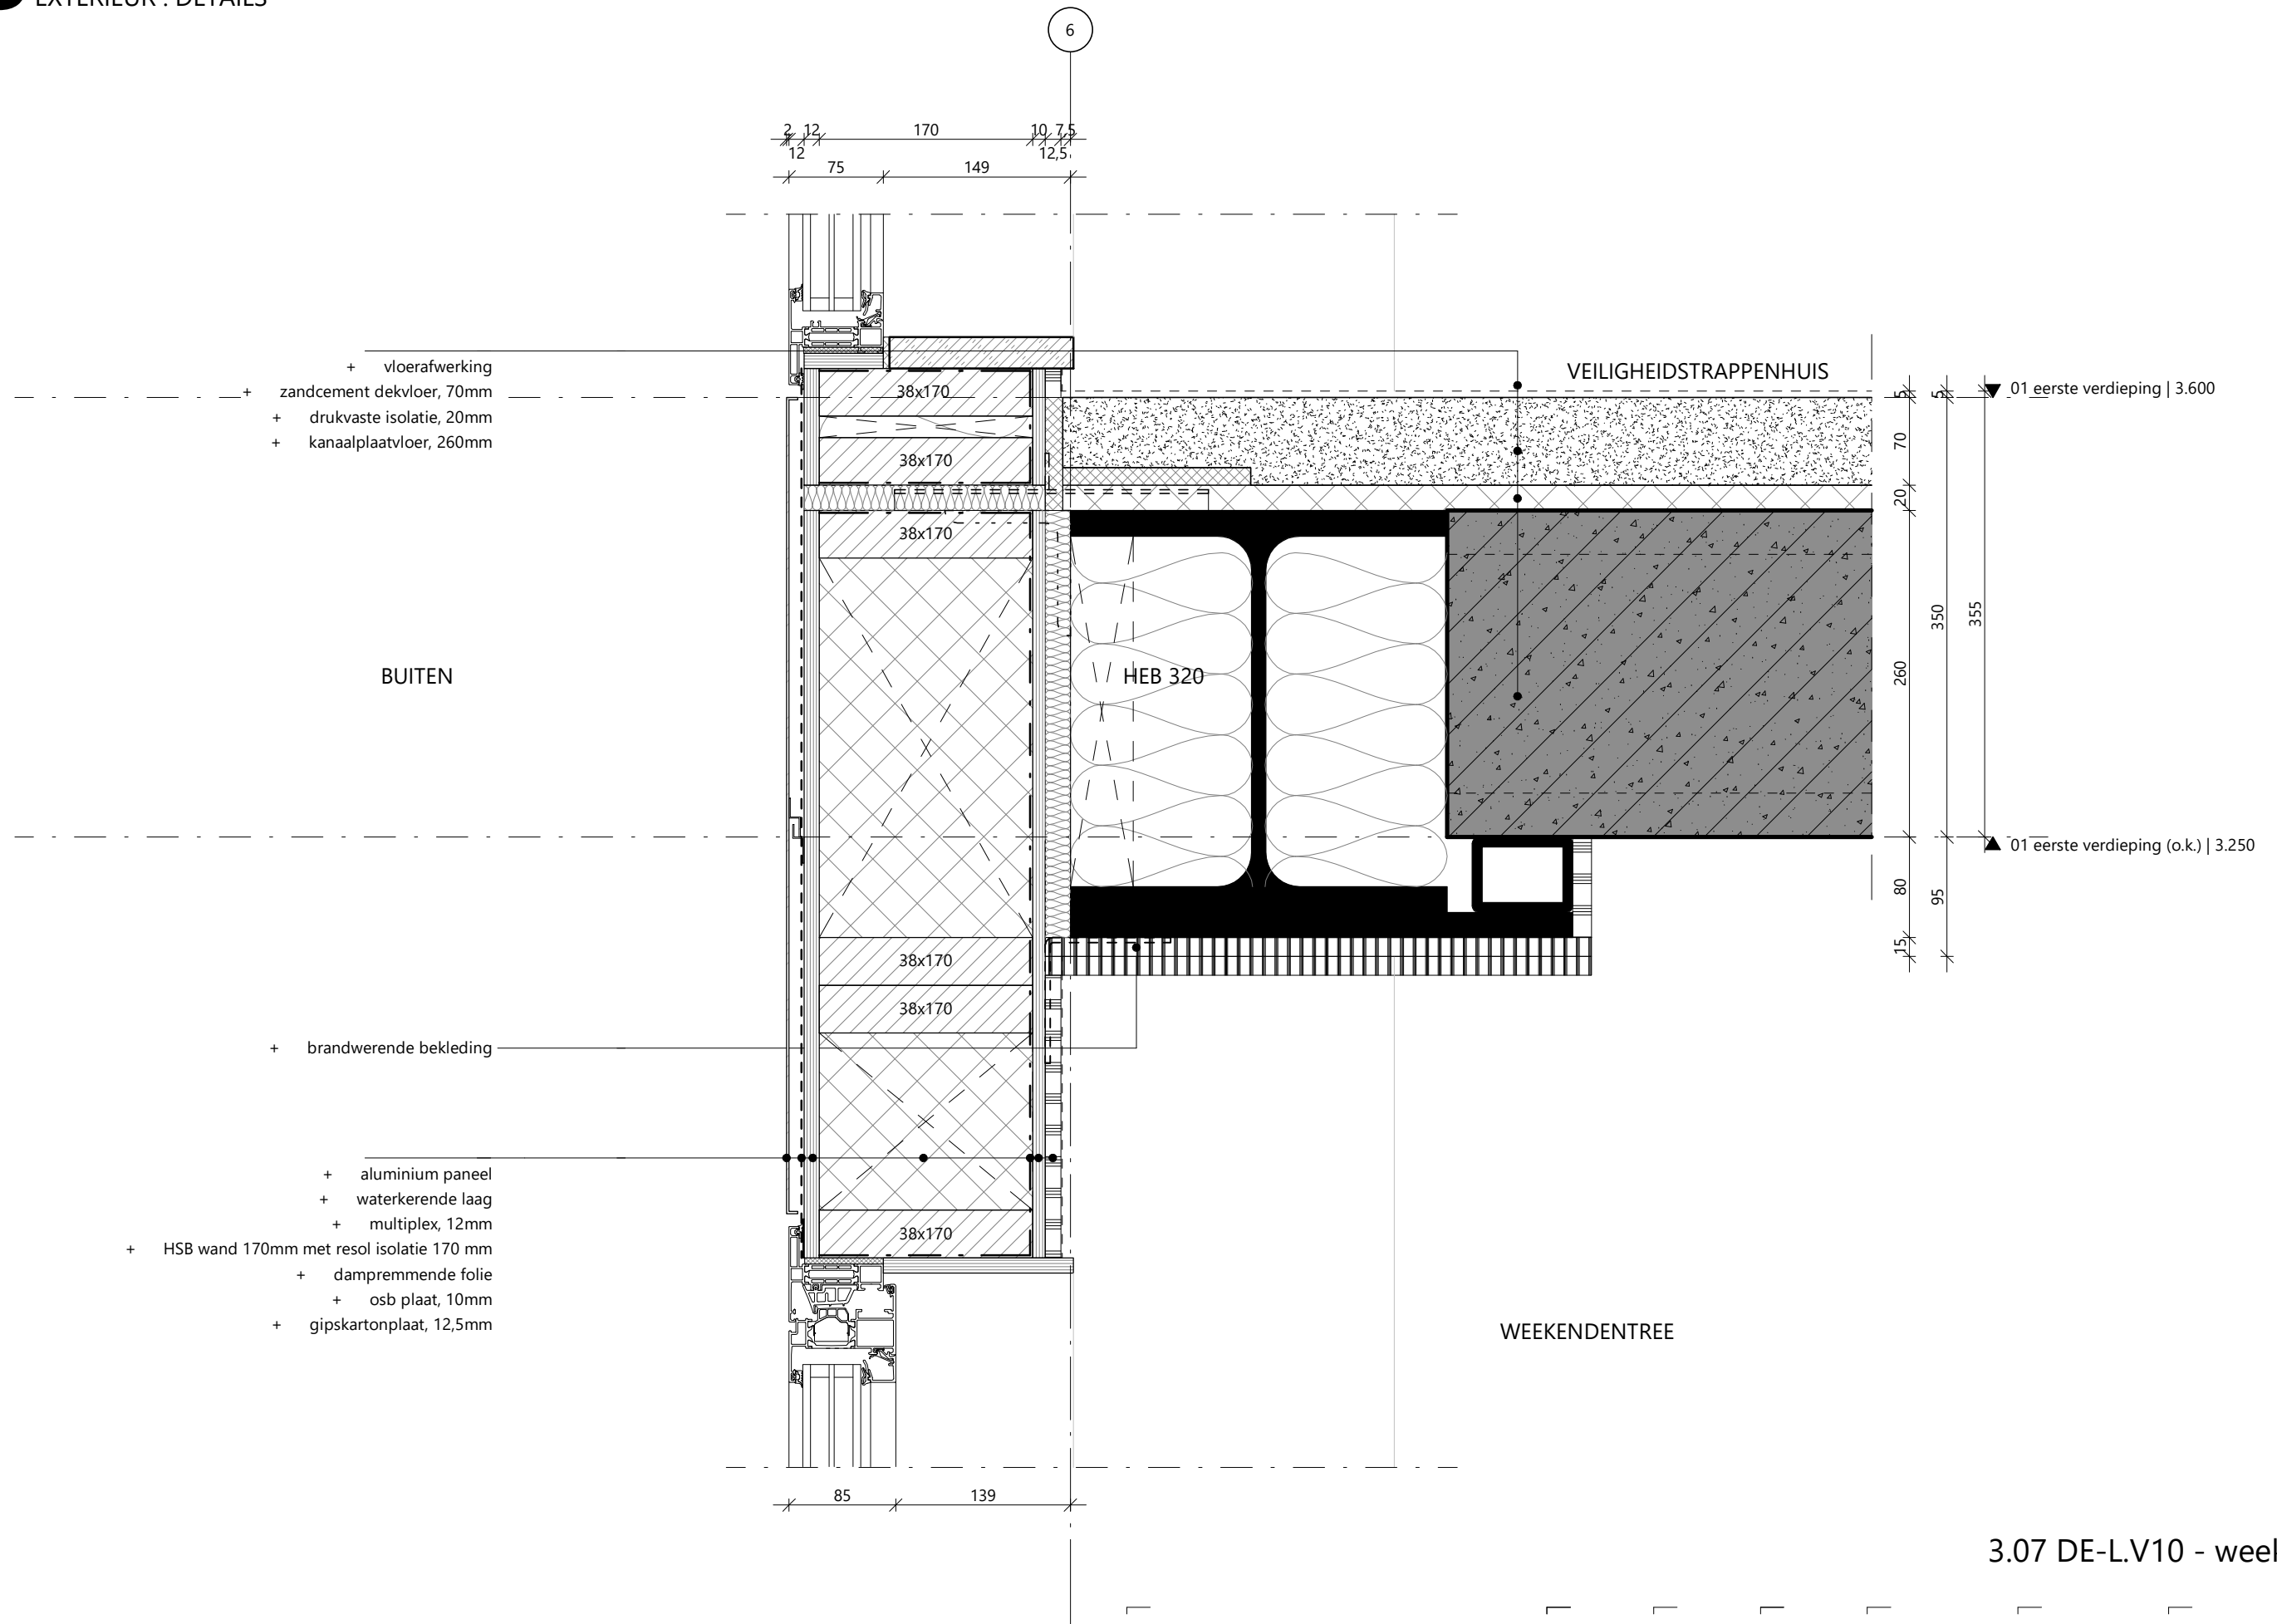 EXTERIEUR : DETAILS
6
2 12 170 10 7,5
12 12,5
75 149
+ vloerafwerking
+ zandcement dekvloer, 70mm
+ drukvaste isolatie, 20mm
+ kanaalplaatvloer, 260mm
VEILIGHEIDSTRAPPENHUIS
01 eerste verdieping | 3.600
38x170
38x170
38x170
5 5
70
20
350
355
260
BUITEN
HEB 320
01 eerste verdieping (o.k.) | 3.250
80
95
15
38x170
38x170
+ brandwerende bekleding
+ aluminium paneel
+ waterkerende laag
+ multiplex, 12mm
+ HSB wand 170mm met resol isolatie 170 mm
+ dampremmende folie
+ osb plaat, 10mm
+ gipskartonplaat, 12,5mm
38x170
WEEKENDENTREE
85 139
3.07 DE-L.V10 - week